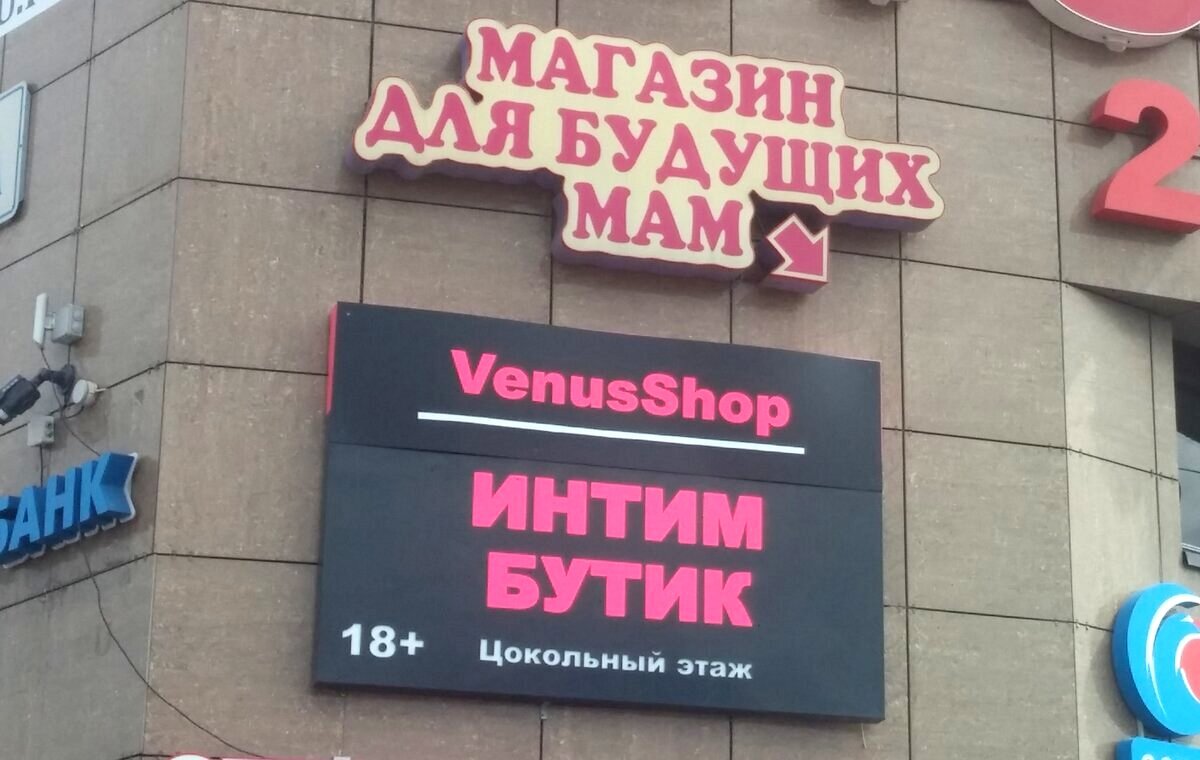 МАГАЗИН
ДЛЯ БУДУЩИХ
МАМ
2
VenusShop
ИНТИМ
БУТИК
18+ Цокольный этаж
БАНК